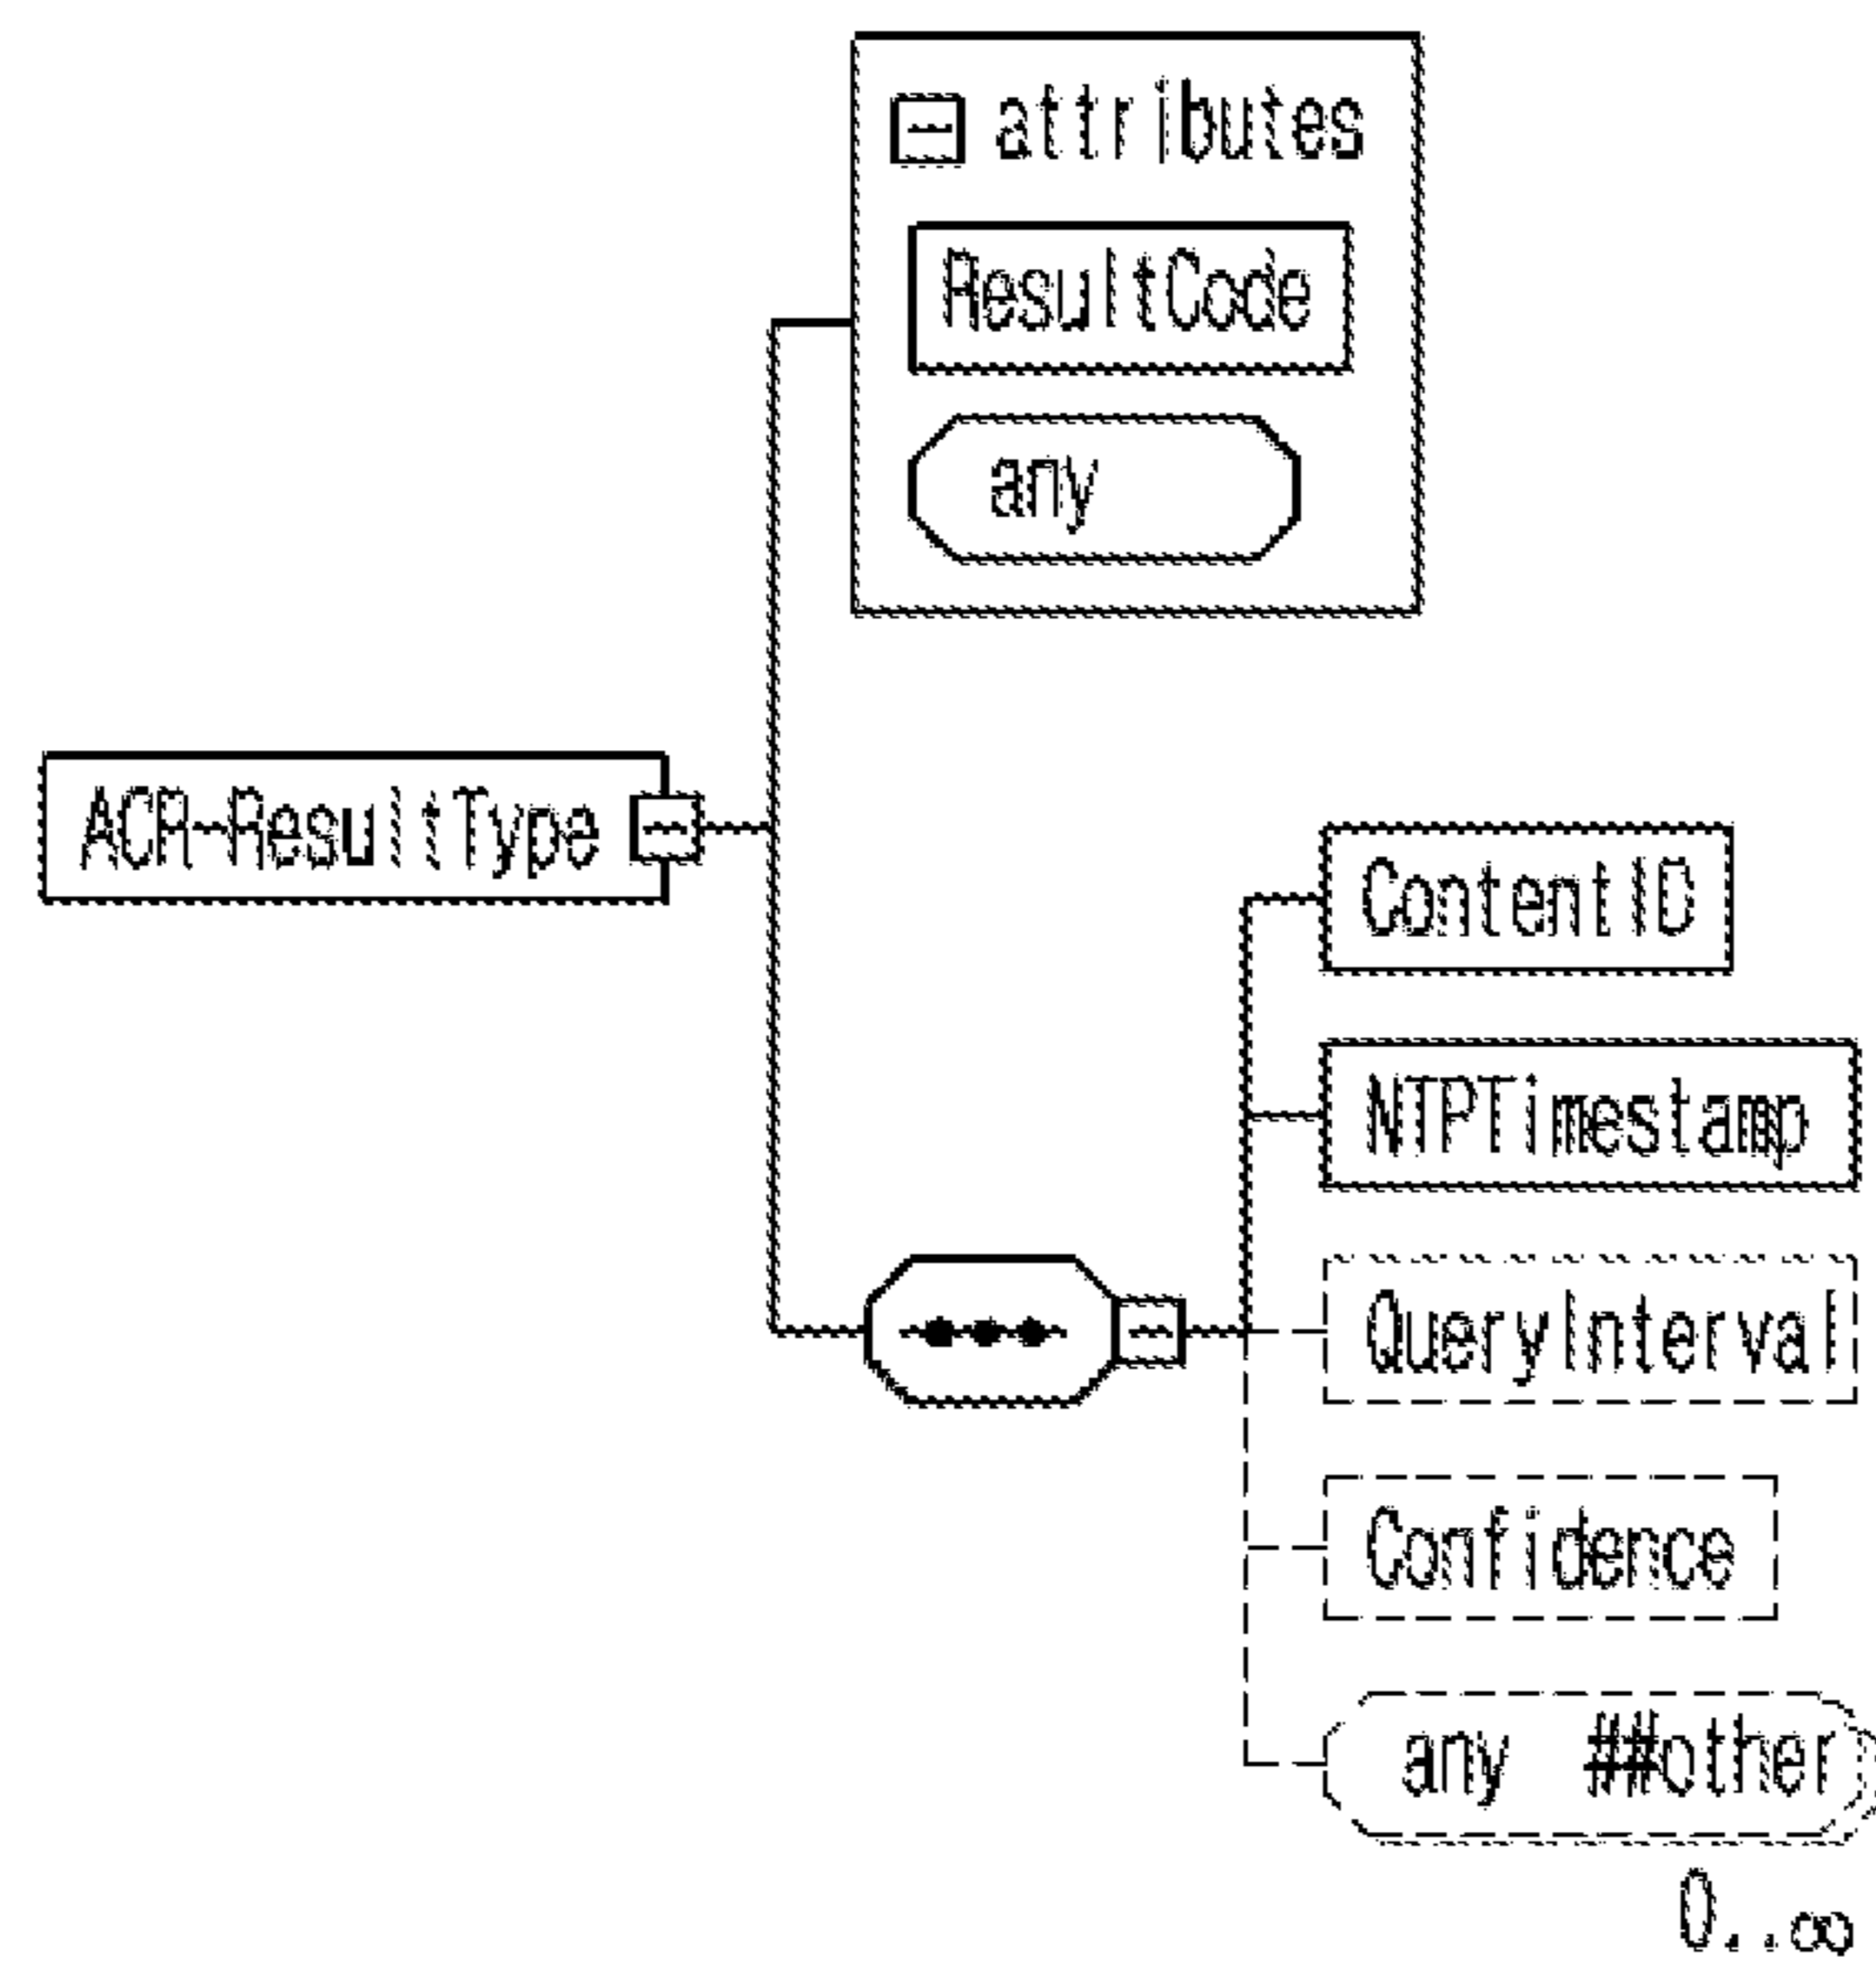 attributes
ResultCode
any
ACR-ResultType
ContentID
NTPTimestamp
QueryInterval
Confidence
any ##other
0..∞